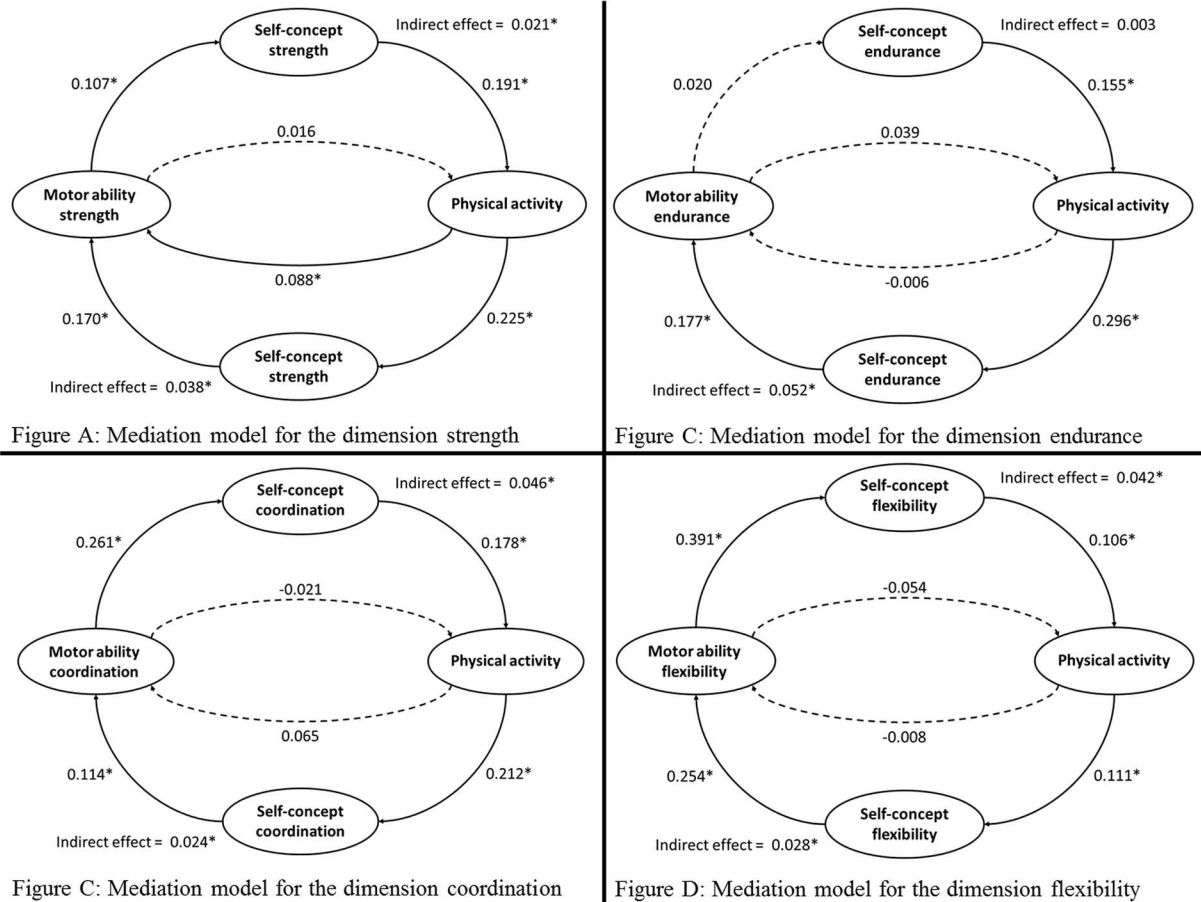 Self-concept
strength
Indirect effect = 0.021*
0.107*
0.191*
0.016
Motor ability
strength
Physical activity
0.088*
0.170*
0.225*
Self-concept
strength
Indirect effect = 0.038*
Figure A: Mediation model for the dimension strength
Self-concept
endurance
Indirect effect = 0.003
0.020
0.155*
0.039
Motor ability
endurance
Physical activity
-0.006
0.177*
0.296*
Self-concept
endurance
Indirect effect = 0.052*
Figure C: Mediation model for the dimension endurance
Self-concept
coordination
Indirect effect = 0.046*
0.261*
0.178*
-0.021
Motor ability
coordination
Physical activity
0.065
0.114*
0.212*
Self-concept
coordination
Indirect effect = 0.024*
Figure C: Mediation model for the dimension coordination
Self-concept
flexibility
Indirect effect = 0.042*
0.391*
0.106*
-0.054
Motor ability
flexibility
Physical activity
-0.008
0.254*
0.111*
Self-concept
flexibility
Indirect effect = 0.028*
Figure D: Mediation model for the dimension flexibility